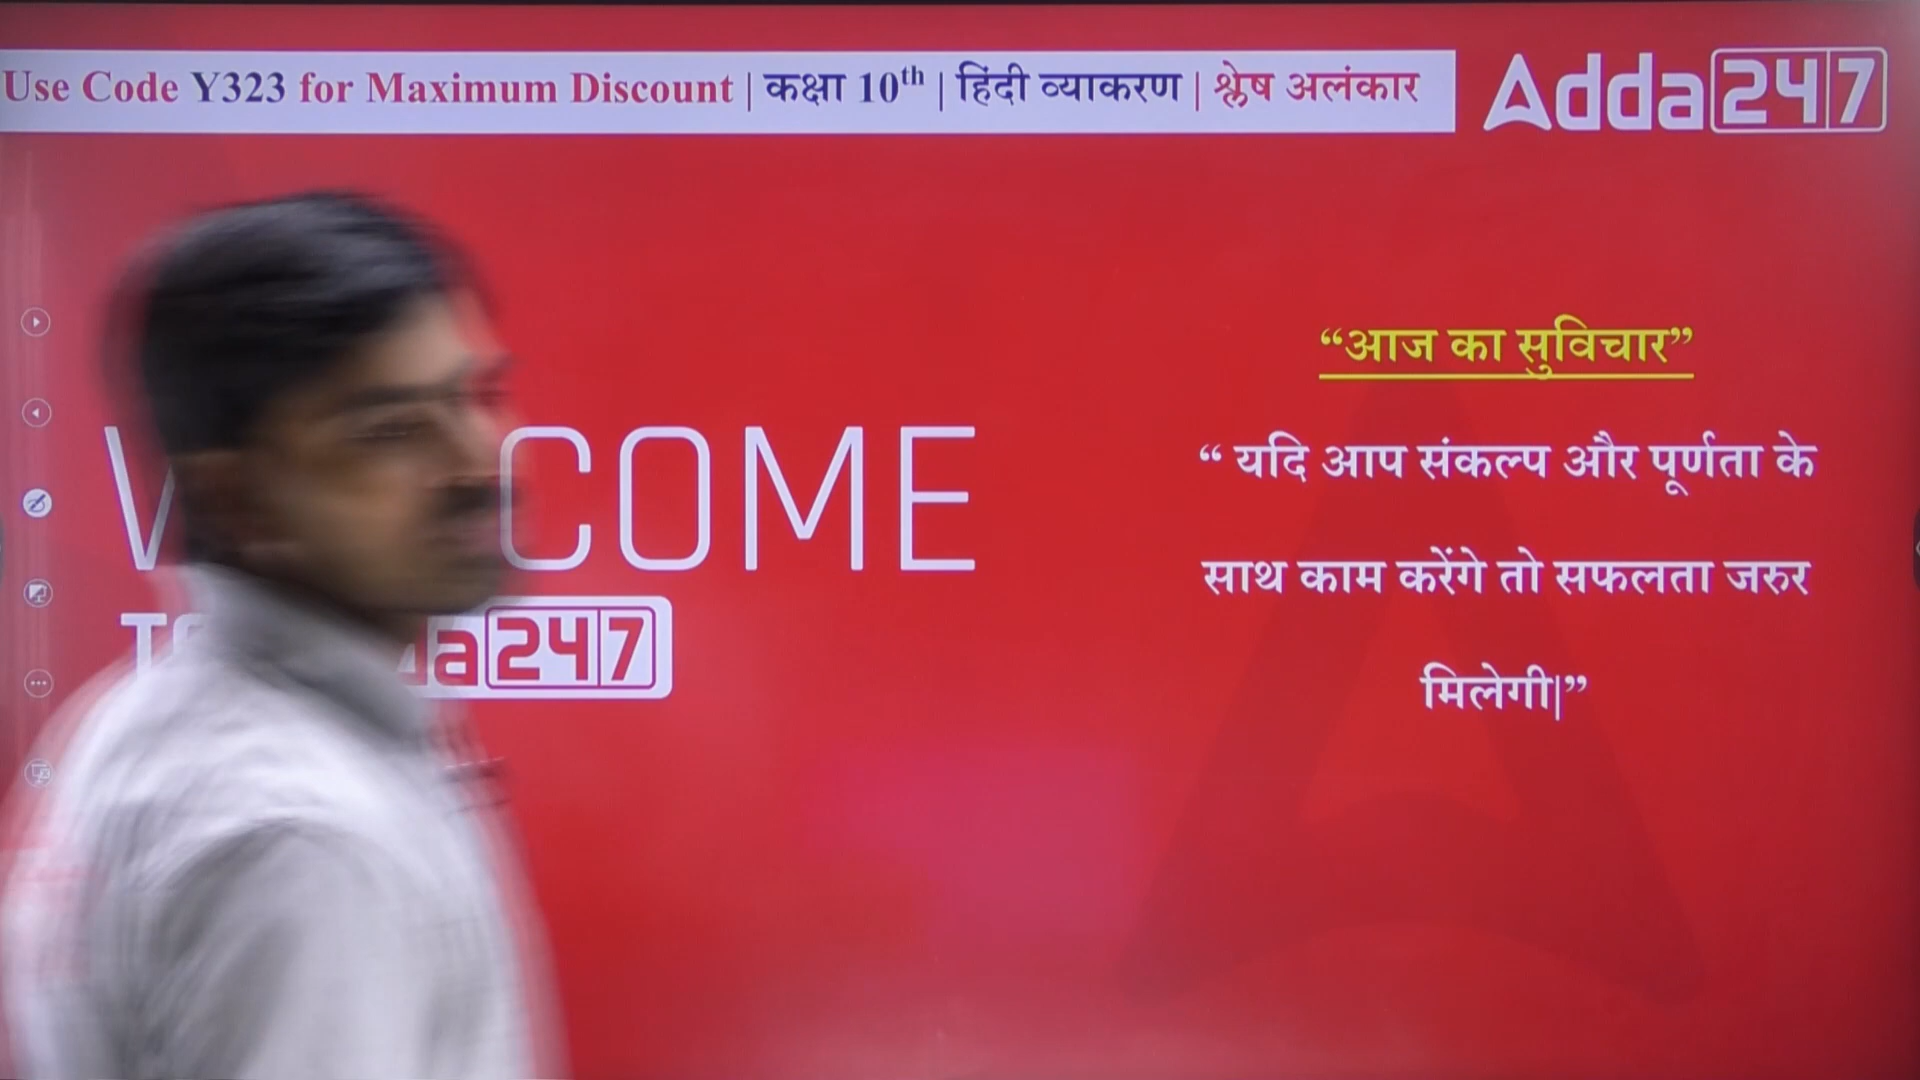 Use Code Y323 for Maximum Discount | कक्षा 10th | हिंदी व्याकरण | श्लेष अलंकार
Adda247
COME
a247
“आज का सुविचार”
“ यदि आप संकल्प और पूर्णता के
साथ काम करेंगे तो सफलता जरुर
मिलेगी|”